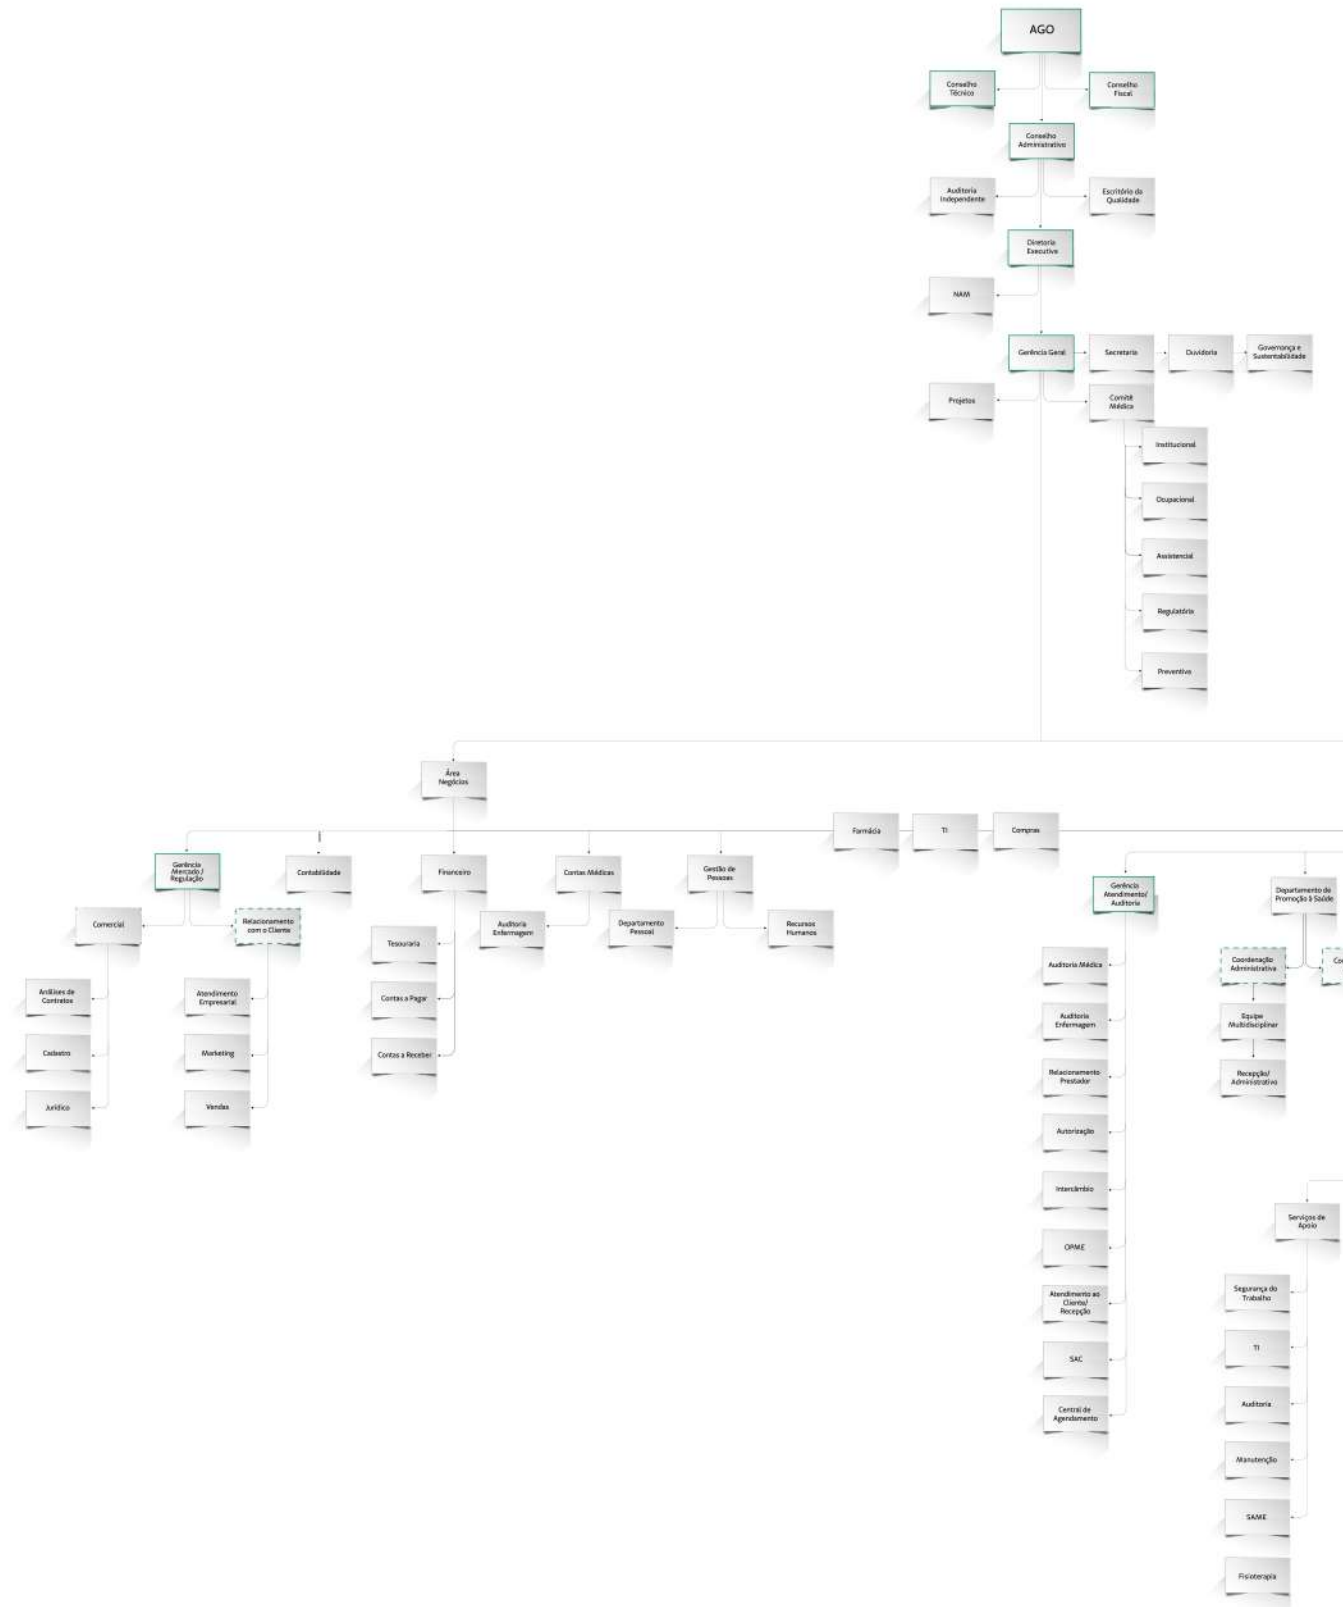 AGO
Conselho
Técnico
Conselho
Fiscal
Conselho
Administrativo
Auditoria
Independente
Escritório da
Qualidade
Diretoria
Executiva
NAM
Gerência Geral
Secretaria
Ouvidoria
Governança e
Sustentabilidade
Projetos
Comitê
Médico
Institucional
Ocupacional
Assistencial
Regulatória
Preventiva
Área
Negócios
Farmácia
TI
Compras
Gerência
Mercado /
Regulação
Contabilidade
Financeiro
Contas Médicas
Gestão de
Pessoas
Comercial
Relacionamento
com o Cliente
Análises de
Contratos
Cadastro
Jurídico
Atendimento
Empresarial
Marketing
Vendas
Tesouraria
Contas a Pagar
Contas a Receber
Auditoria
Enfermagem
Departamento
Pessoal
Recursos
Humanos
Gerência
Atendimento/
Auditoria
Auditoria Médica
Auditoria
Enfermagem
Relacionamento
Prestador
Autorização
Intercâmbio
OPME
Atendimento ao
Cliente/
Recepção
SAC
Central de
Agendamento
Departamento de
Promoção à Saúde
Coordenação
Administrativa
Equipe
Multidisciplinar
Recepção/
Administrativo
Serviços de
Apoio
Segurança do
Trabalho
TI
Auditoria
Manutenção
SAME
Fisioterapia